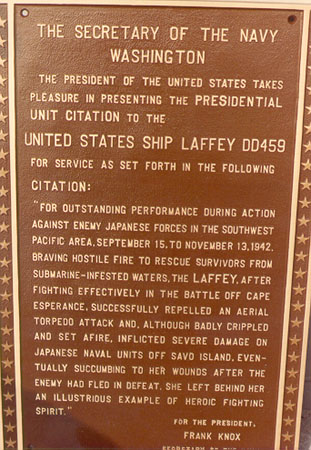 THE SECRETARY OF THE NAVY
WASHINGTON
THE PRESIDENT OF THE UNITED STATES TAKES
PLEASURE IN PRESENTING THE PRESIDENTIAL
UNIT CITATION TO THE
UNITED STATES SHIP LAFFEY DD459
FOR SERVICE AS SET FORTH IN THE FOLLOWING
CITATION:
"FOR OUTSTANDING PERFORMANCE DURING ACTION
AGAINST ENEMY JAPANESE FORCES IN THE SOUTHWEST
PACIFIC AREA, SEPTEMBER 15, TO NOVEMBER 13, 1942.
BRAVING HOSTILE FIRE TO RESCUE SURVIVORS FROM
SUBMARINE-INFESTED WATERS, THE LAFFEY, AFTER
FIGHTING EFFECTIVELY IN THE BATTLE OFF CAPE
ESPERANCE, SUCCESSFULLY REPELLED AN AERIAL
TORPEDO ATTACK AND, ALTHOUGH BADLY CRIPPLED
AND SET AFIRE, INFLICTED SEVERE DAMAGE ON
JAPANESE NAVAL UNITS OFF SAVO ISLAND, EVEN-
TUALLY SUCCUMBING TO HER WOUNDS AFTER THE
ENEMY HAD FLED IN DEFEAT. SHE LEFT BEHIND HER
AN ILLUSTRIOUS EXAMPLE OF HEROIC FIGHTING
SPIRIT."
FOR THE PRESIDENT,
FRANK KNOX
SECRETARY OF THE